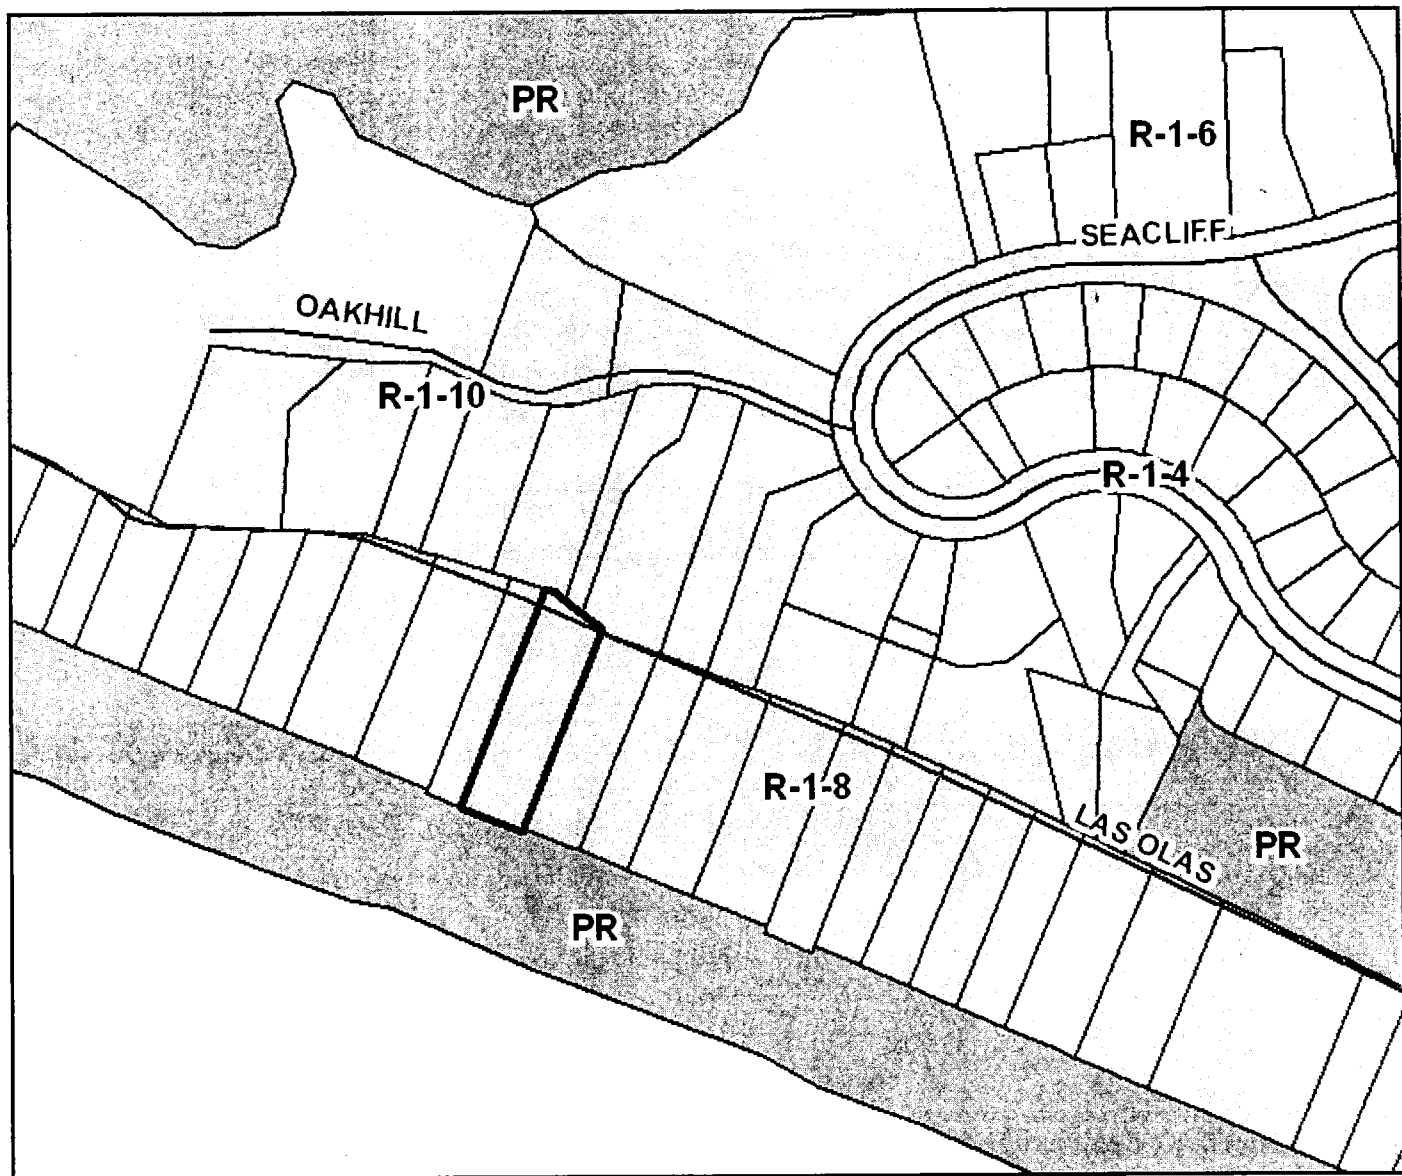 PR
R-1-6
SEACLIFF
OAKHILL
R-1-10
R-1-4
R-1-8
LAS OLAS
PR
PR